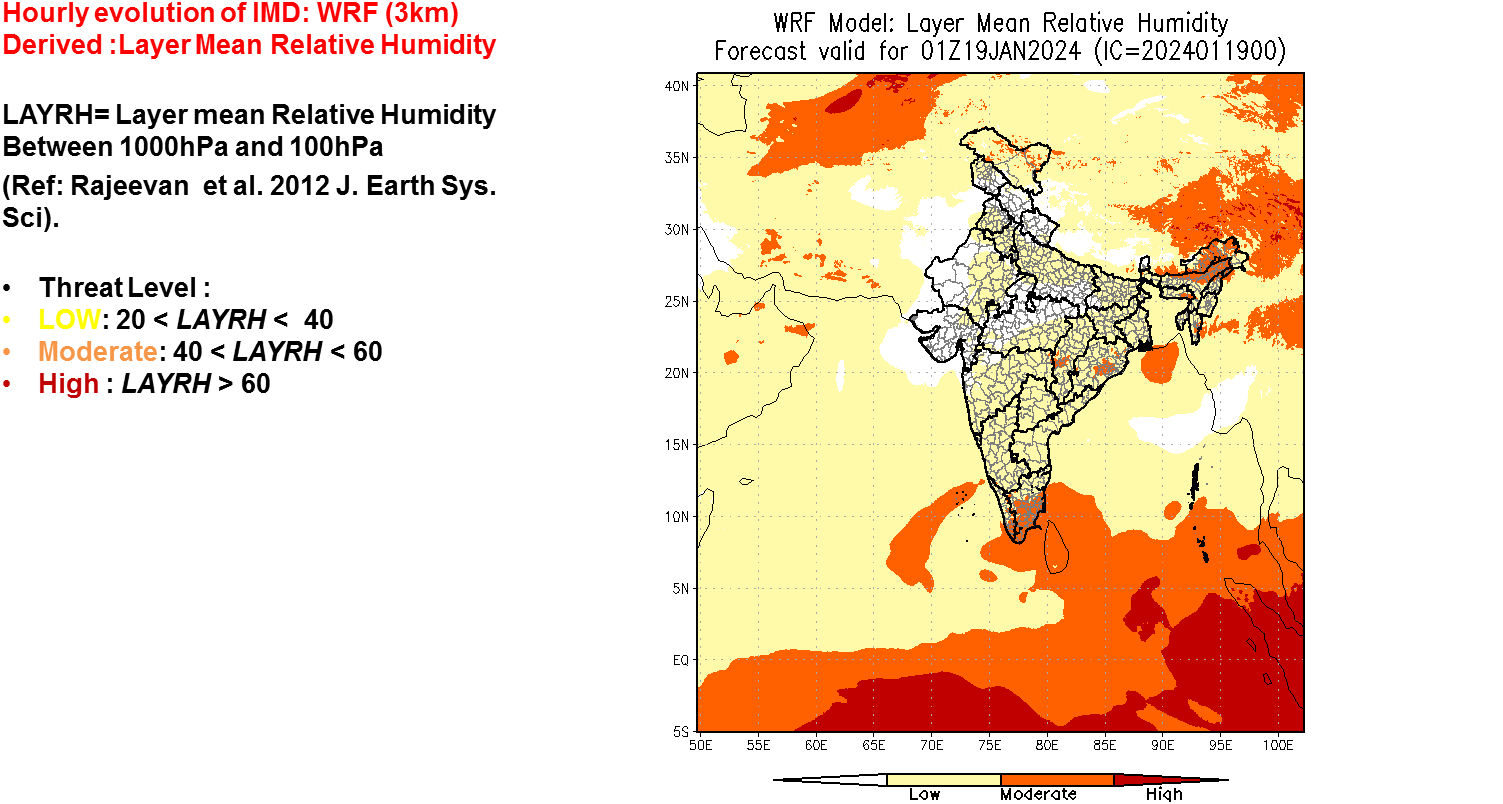 Hourly evolution of IMD: WRF (3km)
Derived :Layer Mean Relative Humidity
LAYRH= Layer mean Relative Humidity
Between 1000hPa and 100hPa
(Ref: Rajeevan et al. 2012 J. Earth Sys.
Sci).
• Threat Level :
• LOW: 20 < LAYRH < 40
• Moderate: 40 < LAYRH < 60
• High : LAYRH > 60
WRF Model: Layer Mean Relative Humidity
Forecast valid for 01Z19JAN2024 (IC=2024011900)
40N
35N
30N
25N
20N
15N
10N
5N
EQ
5S
50E 55E 60E 65E 70E 75E 80E 85E 90E 95E 100E
Low Moderate High